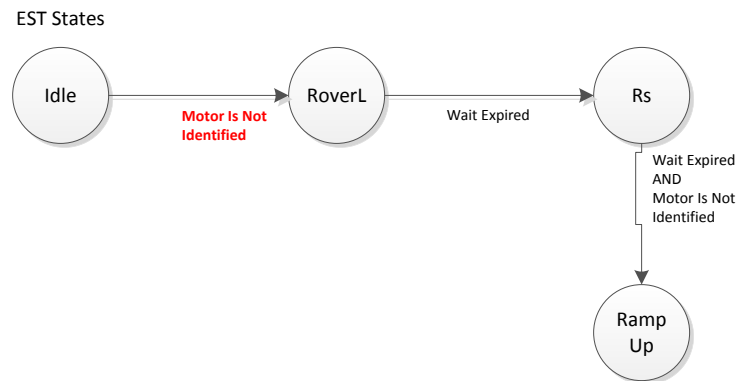 EST States
Idle
RoverL
Rs
Motor Is Not
Identified
Wait Expired
Wait Expired
AND
Motor Is Not
Identified
Ramp
Up